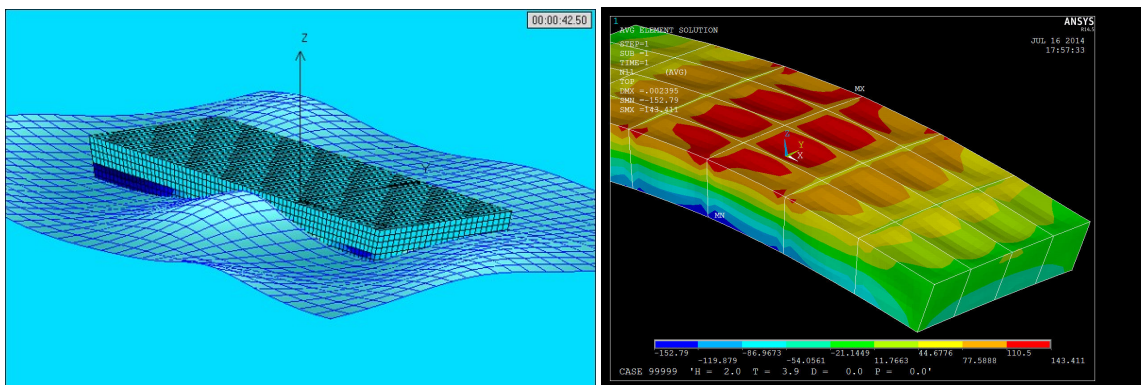 00:00:42.50
Z
Y
1
AVG ELEMENT SOLUTION
ANSYS
R14.5
JUL 16 2014
17:57:33
STEP=1
SUB =1
TIME=1
N11 (AVG)
TOP
DMX =.002395
SMN =-152.79
SMX =143.411
MX
Z
Y
X
MN
-152.79 -86.9673 -21.1449 44.6776 110.5
-119.879 -54.0561 11.7663 77.5888 143.411
CASE 99999 'H = 2.0 T = 3.9 D = 0.0 P = 0.0'